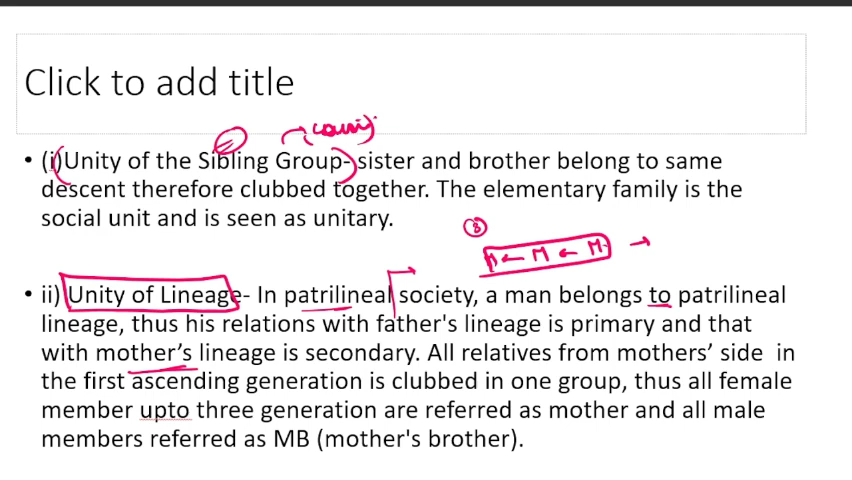 Click to add title
• (i)Unity of the Sibling Group- sister and brother belong to same
descent therefore clubbed together. The elementary family is the
social unit and is seen as unitary.
③
M ← M
• ii) Unity of Lineage- In patrilineal society, a man belongs to patrilineal
lineage, thus his relations with father's lineage is primary and that
with mother's lineage is secondary. All relatives from mothers' side in
the first ascending generation is clubbed in one group, thus all female
member upto three generation are referred as mother and all male
members referred as MB (mother's brother).